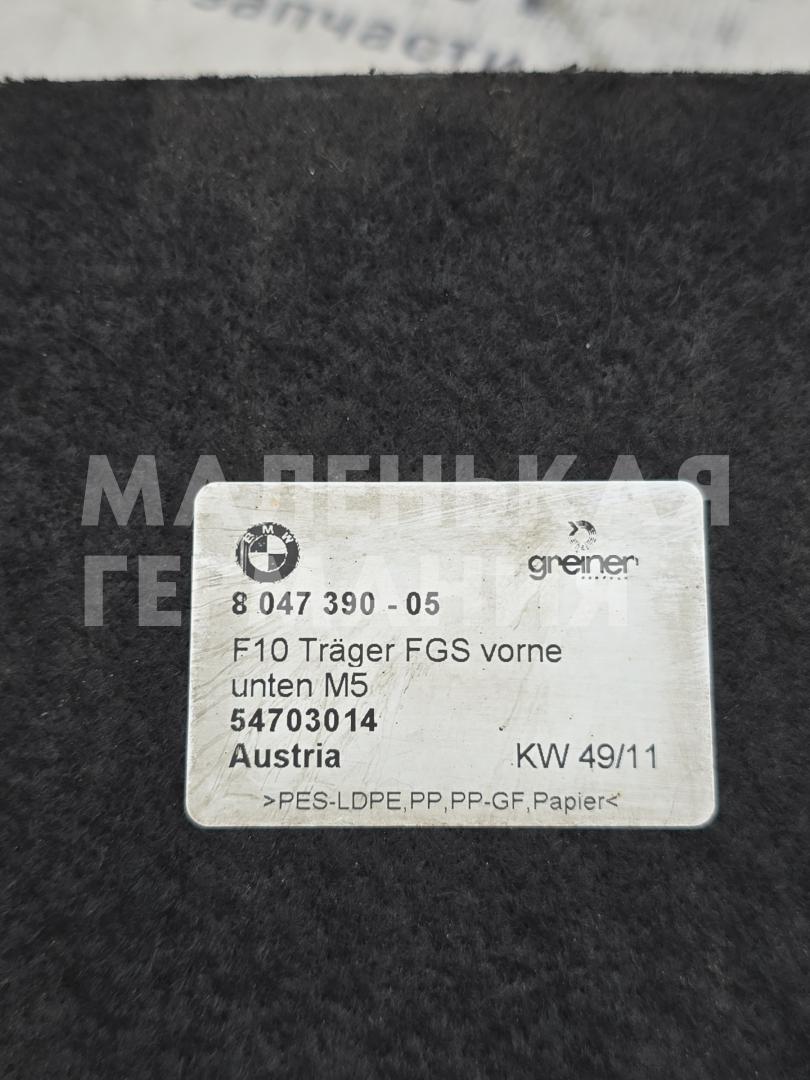 запчасти
МАЛЕНЬКАЯ
ГЕРМАНИЯ
BMW
greiner
8 047 390 - 05
F10 Träger FGS vorne
unten M5
54703014
Austria KW 49/11
>PES-LDPE,PP,PP-GF,Papier<